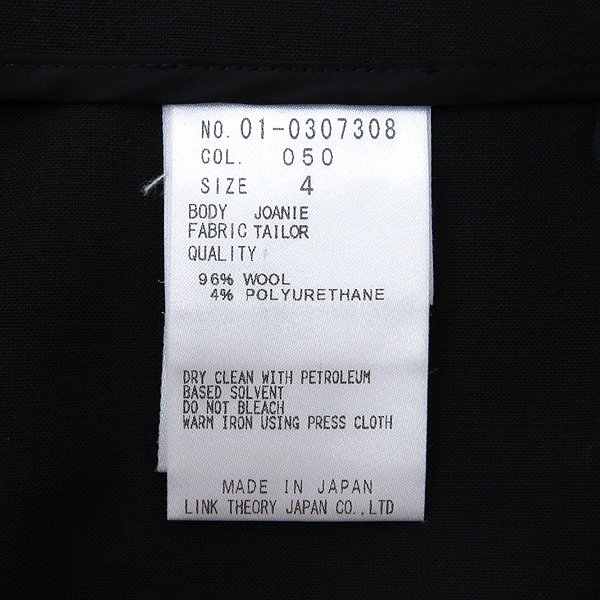 NO. 01-0307308
COL. 050
SIZE 4
BODY JOANIE
FABRIC TAILOR
QUALITY
96% WOOL
4% POLYURETHANE
DRY CLEAN WITH PETROLEUM
BASED SOLVENT
DO NOT BLEACH
WARM IRON USING PRESS CLOTH
MADE IN JAPAN
LINK THEORY JAPAN CO.,LTD